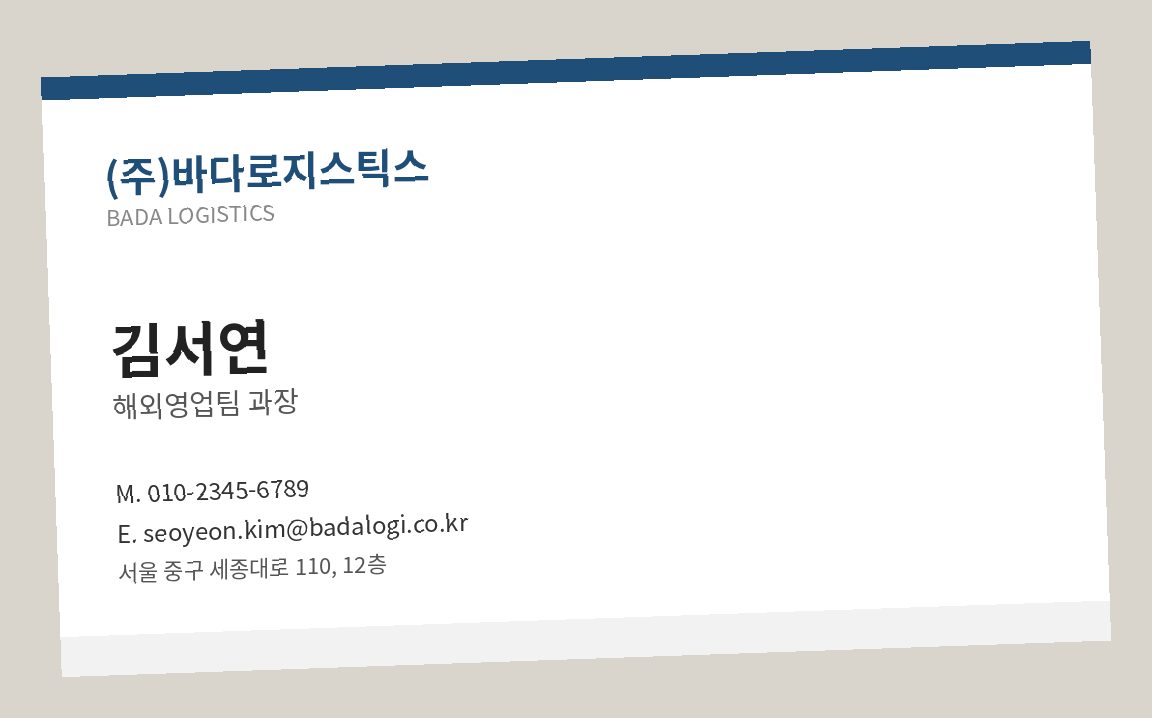 (주)바다로지스틱스
BADA LOGISTICS
김서연
해외영업팀 과장
M. 010-2345-6789
E. seoyeon.kim@badalogi.co.kr
서울 중구 세종대로 110, 12층